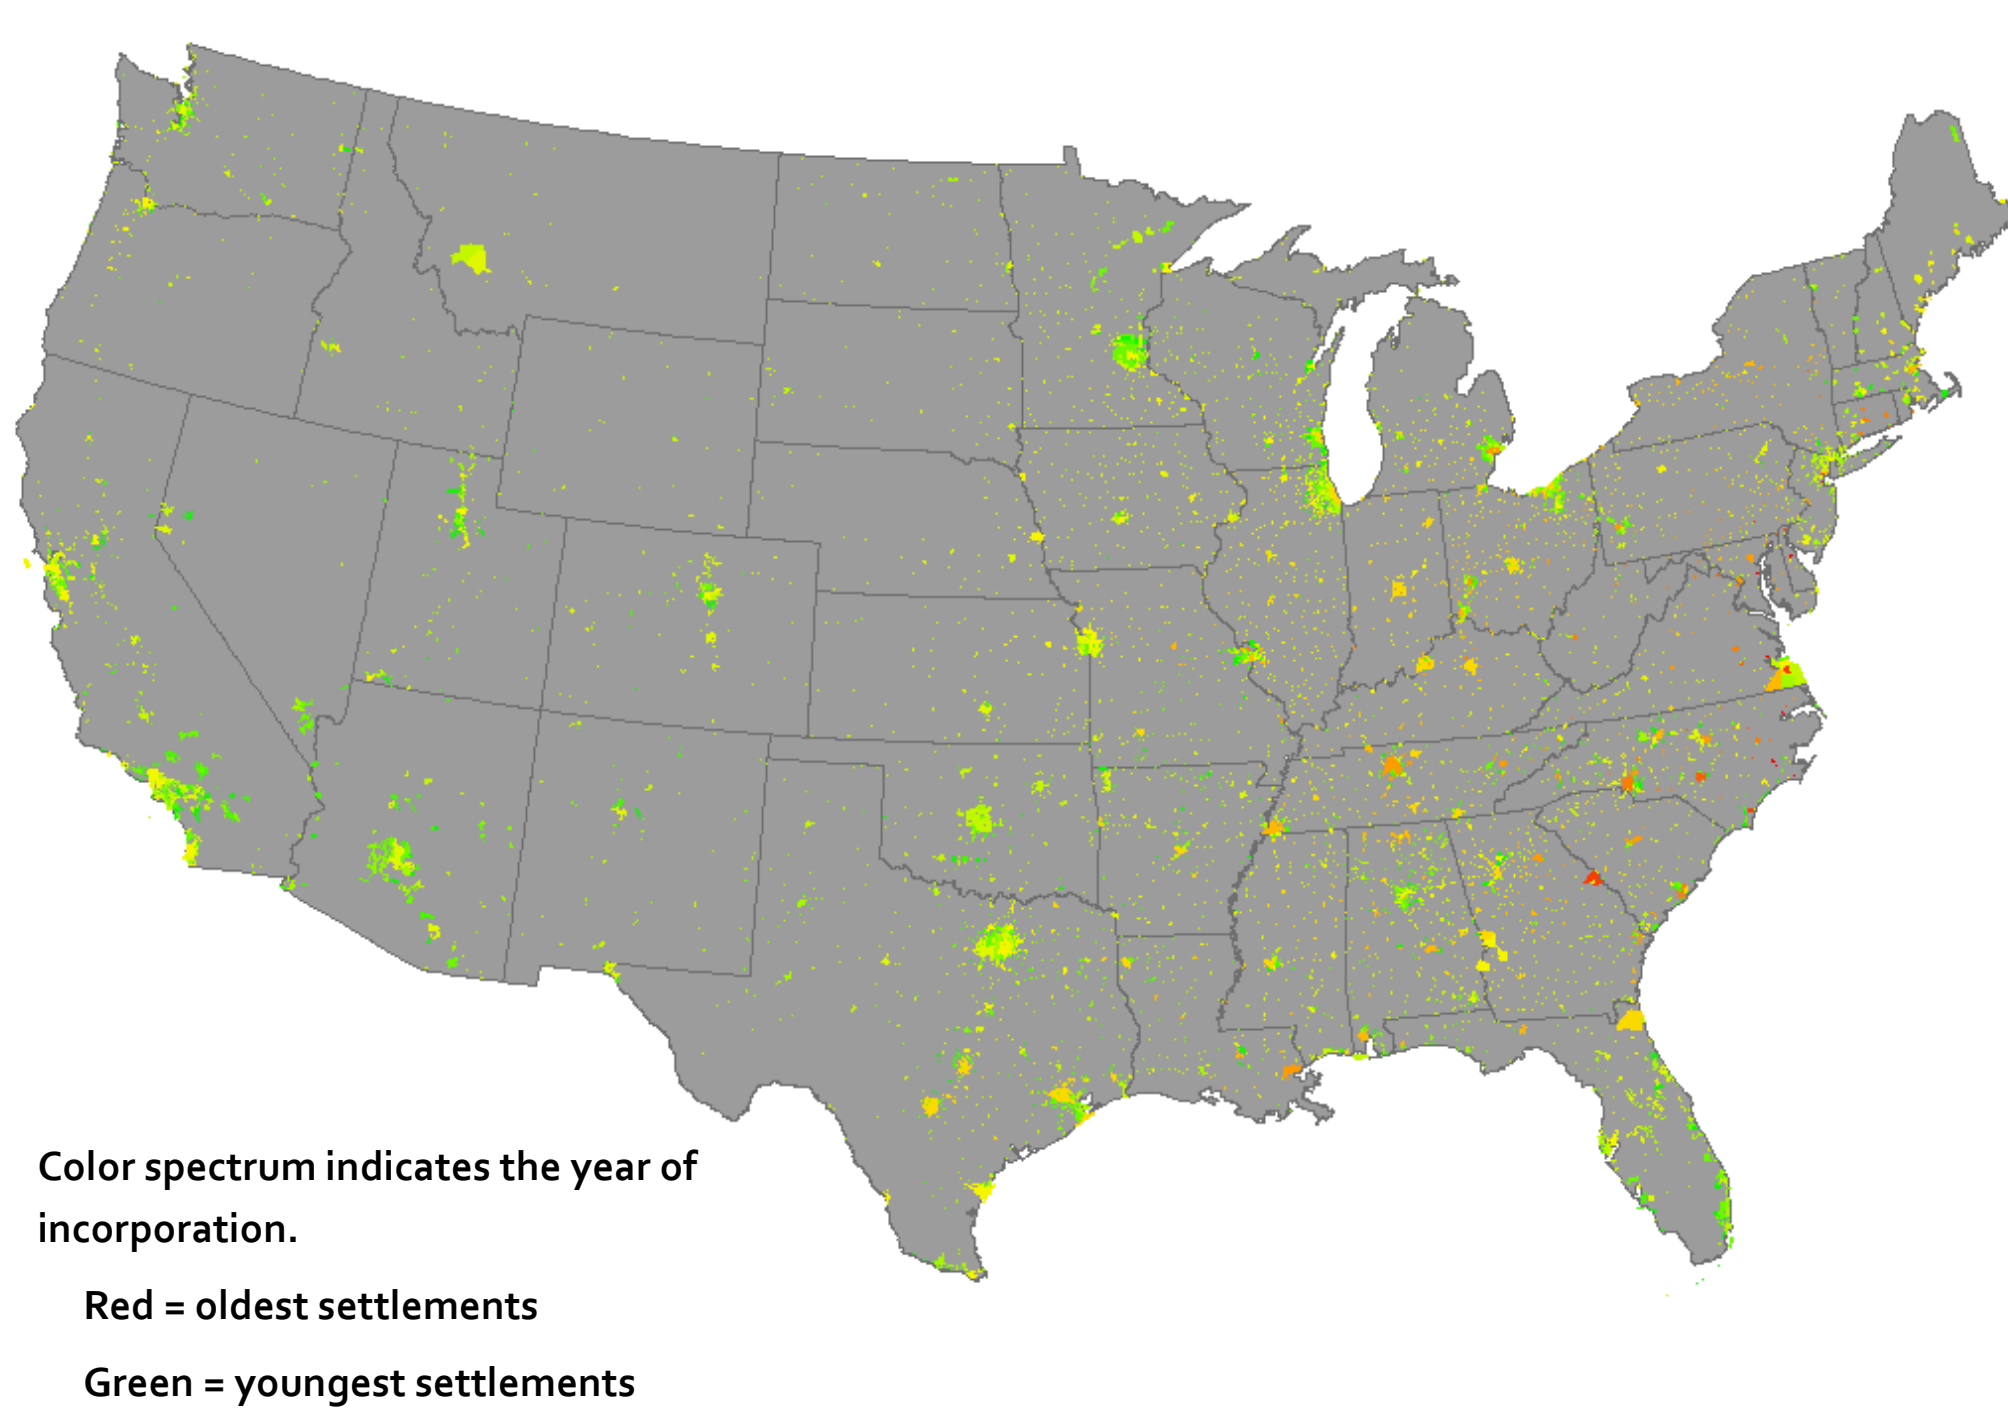 Color spectrum indicates the year of
incorporation.
Red = oldest settlements
Green = youngest settlements